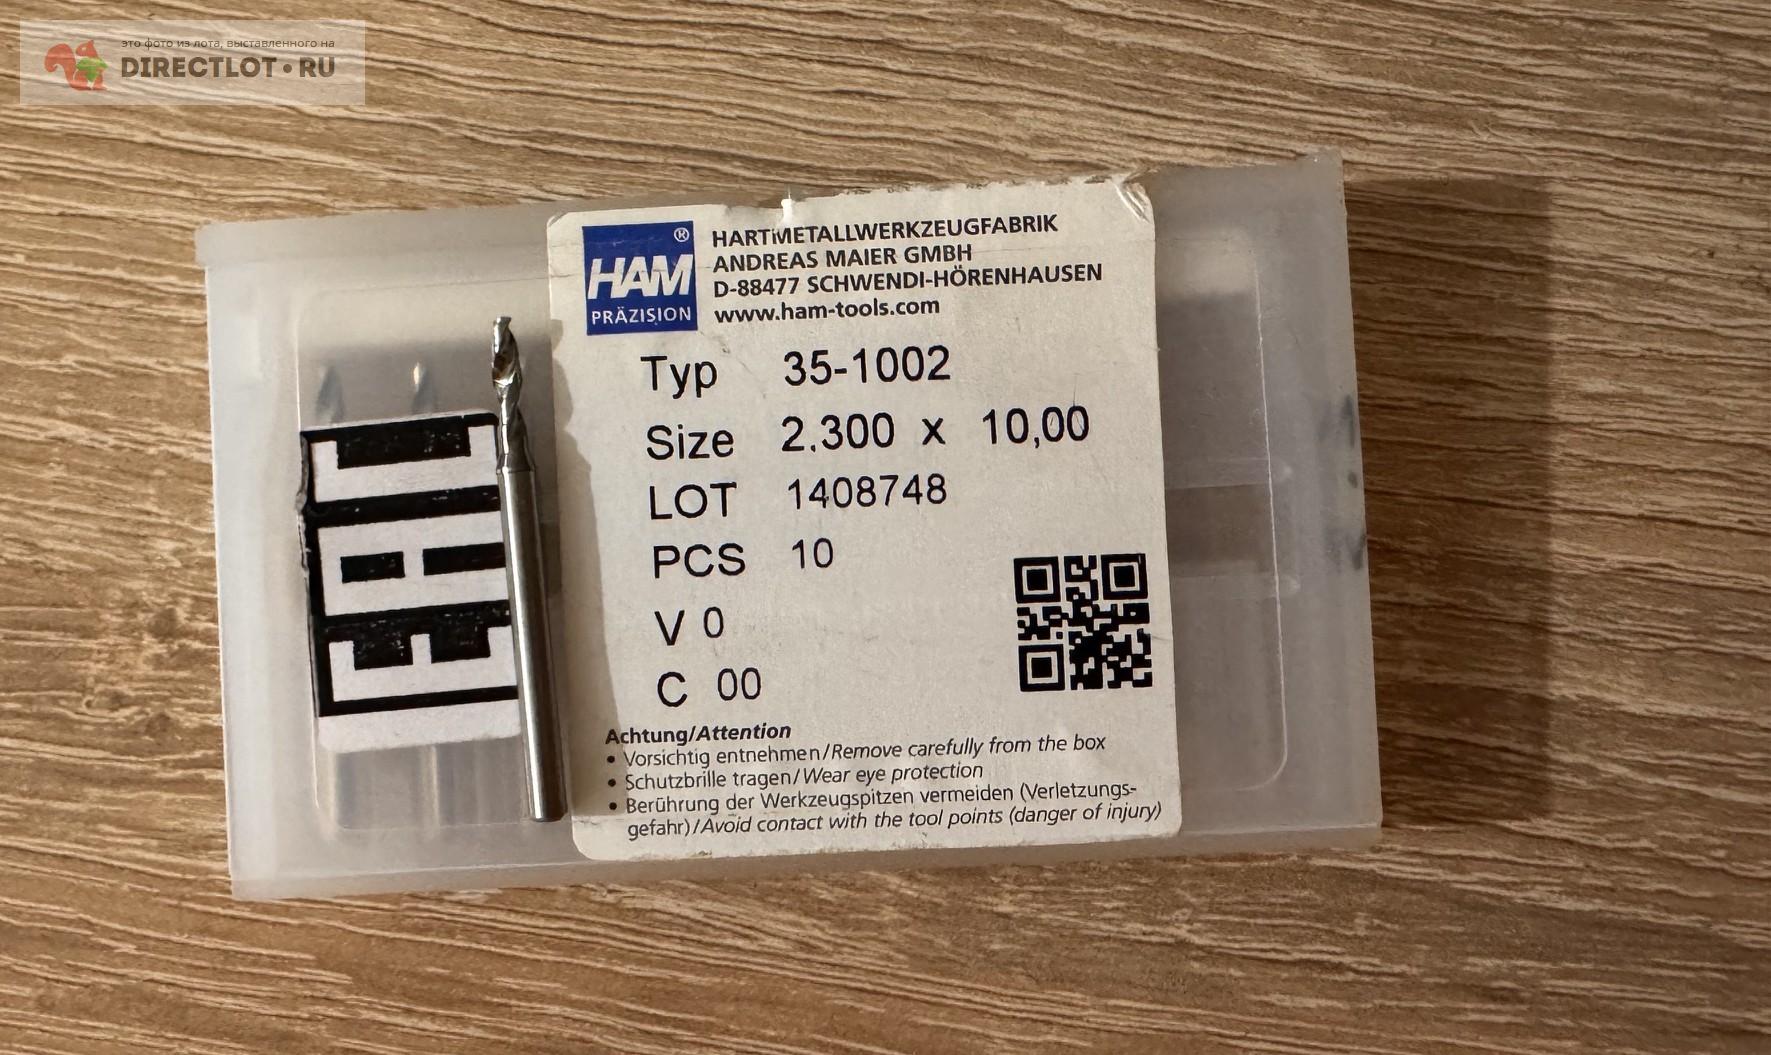 это фото из лота, выставленного на
DIRECTLOT•RU
HAM®
PRÄZISION
HARTMETALLWERKZEUGFABRIK
ANDREAS MAIER GMBH
D-88477 SCHWENDI-HÖRENHAUSEN
www.ham-tools.com
Typ 35-1002
Size 2.300 x 10,00
LOT 1408748
PCS 10
V 0
C 00
Achtung/Attention
• Vorsichtig entnehmen/Remove carefully from the box
• Schutzbrille tragen/Wear eye protection
• Berührung der Werkzeugspitzen vermeiden (Verletzungs-
gefahr)/Avoid contact with the tool points (danger of injury)